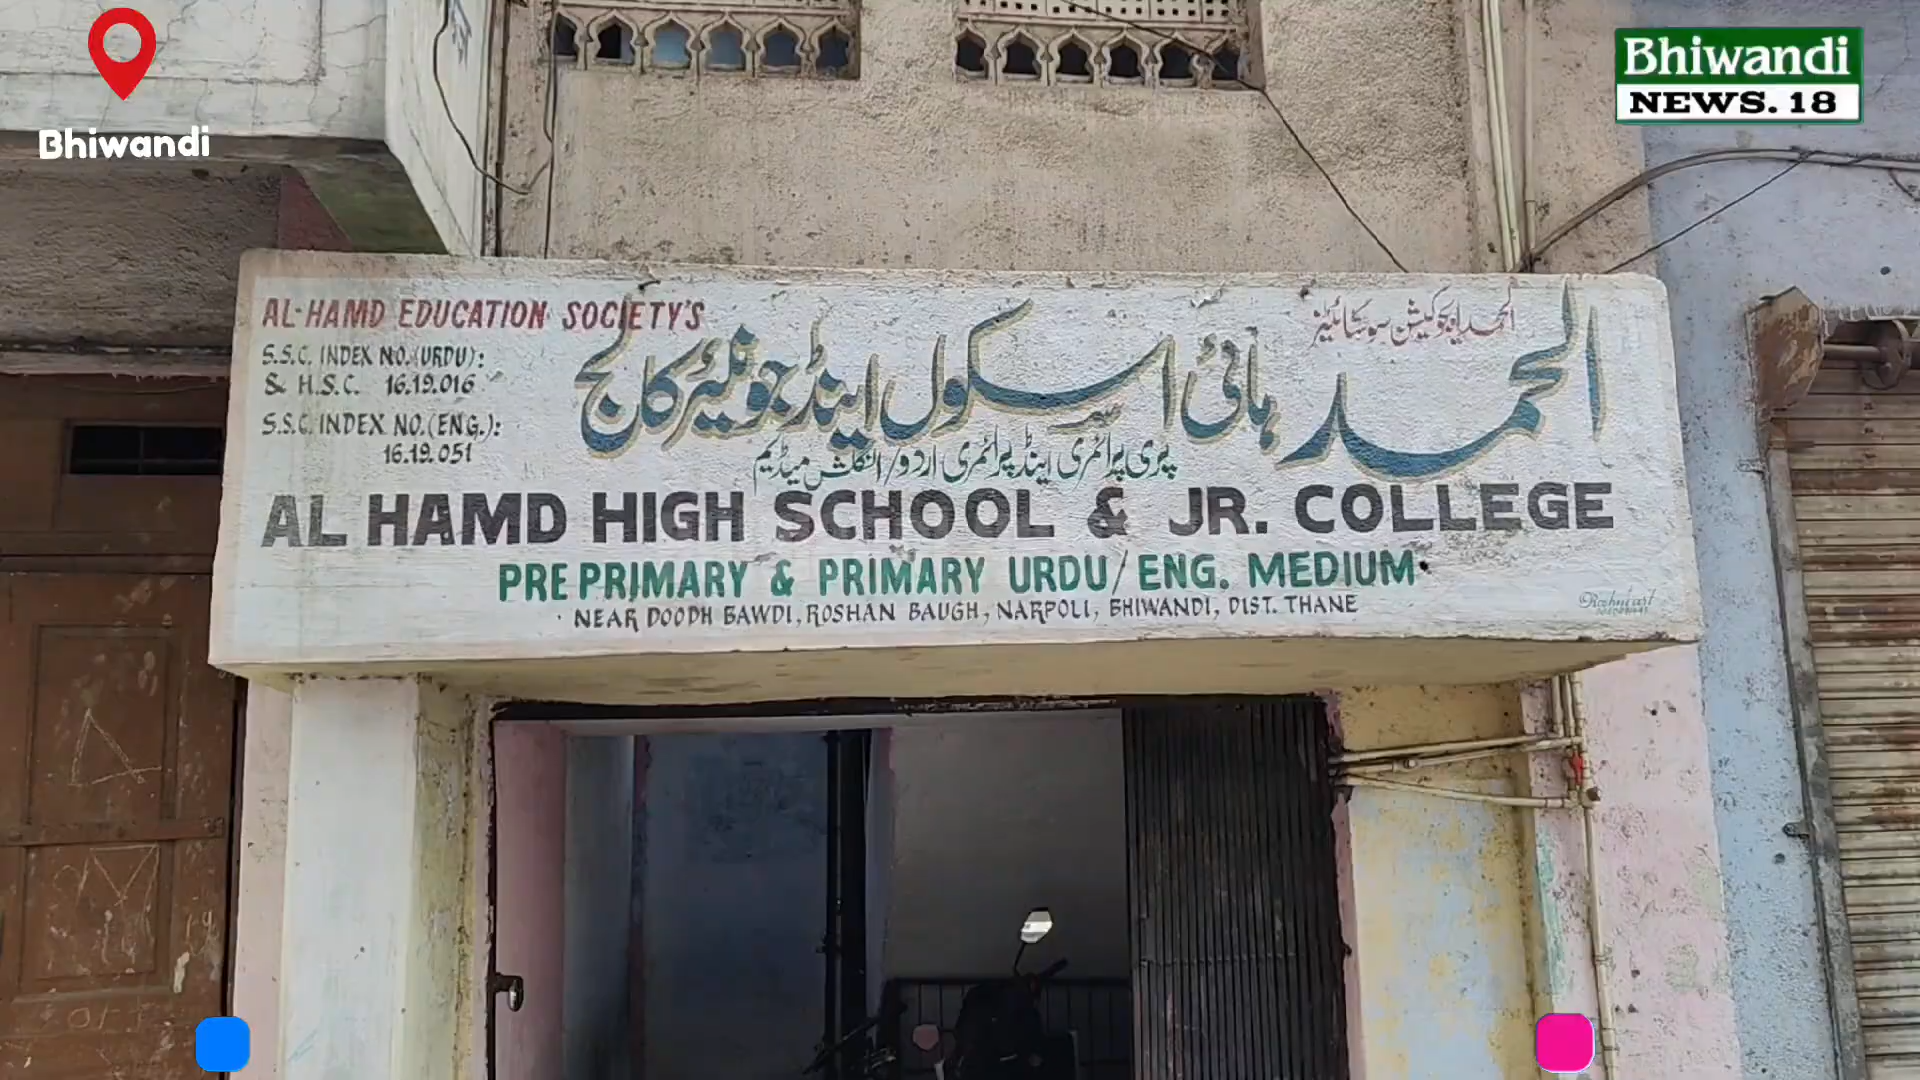 Bhiwandi
Bhiwandi
NEWS.18
AL-HAMD EDUCATION SOCIETY'S
الحمد ایجوکیشن سوسائٹیز
S.S.C. INDEX NO.(URDU):
& H.S.C. 16.19.016
S.S.C. INDEX NO.(ENG.):
16.19.051
الحمد ہائی اسکول اینڈ جونیئر کالج
پری پرائمری اینڈ پرائمری اردو/انگلش میڈیم
AL HAMD HIGH SCHOOL & JR. COLLEGE
PRE PRIMARY & PRIMARY URDU/ENG. MEDIUM
NEAR DOODH BAWDI, ROSHAN BAUGH, NARPOLI, BHIWANDI, DIST. THANE